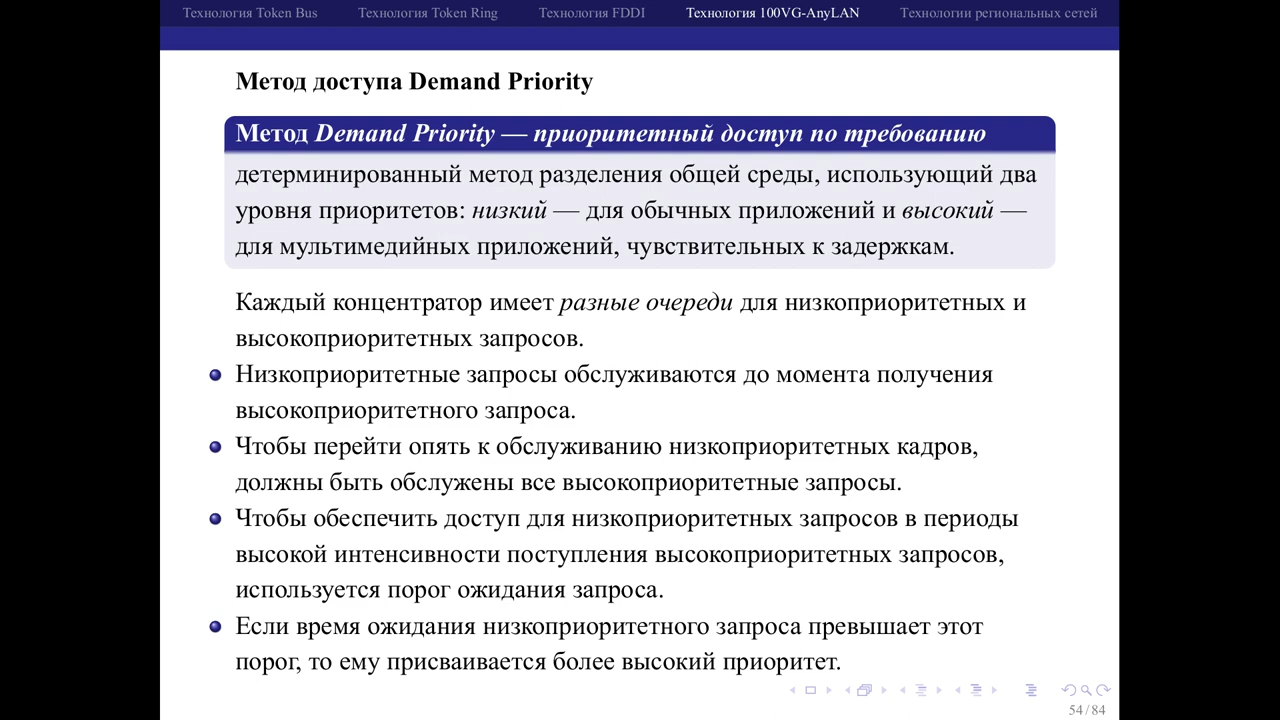 Технология Token Bus Технология Token Ring Технология FDDI Технология 100VG-AnyLAN Технологии региональных сетей
Метод доступа Demand Priority
Метод Demand Priority — приоритетный доступ по требованию
детерминированный метод разделения общей среды, использующий два
уровня приоритетов: низкий — для обычных приложений и высокий —
для мультимедийных приложений, чувствительных к задержкам.
Каждый концентратор имеет разные очереди для низкоприоритетных и
высокоприоритетных запросов.
Низкоприоритетные запросы обслуживаются до момента получения
высокоприоритетного запроса.
Чтобы перейти опять к обслуживанию низкоприоритетных кадров,
должны быть обслужены все высокоприоритетные запросы.
Чтобы обеспечить доступ для низкоприоритетных запросов в периоды
высокой интенсивности поступления высокоприоритетных запросов,
используется порог ожидания запроса.
Если время ожидания низкоприоритетного запроса превышает этот
порог, то ему присваивается более высокий приоритет.
54 / 84